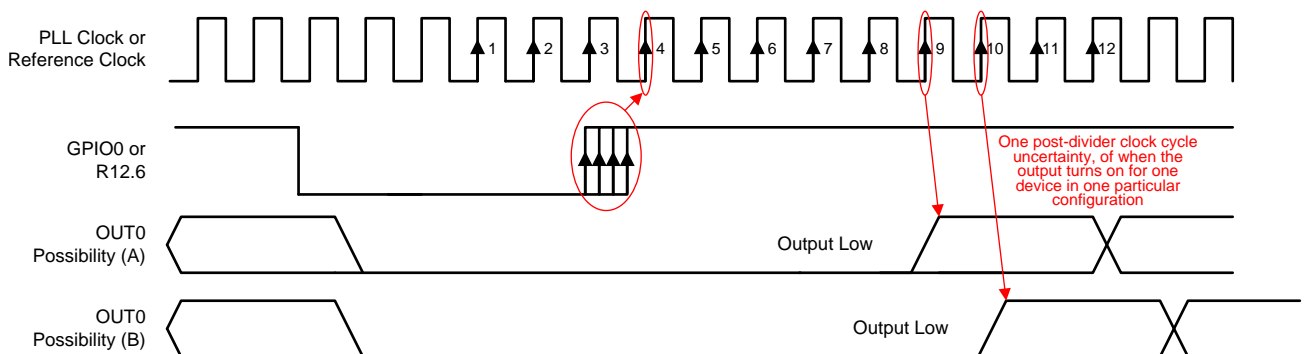 PLL Clock or
Reference Clock
1 2 3 4 5 6 7 8 9 10 11 12
GPIO0 or
R12.6
One post-divider clock cycle
uncertainty, of when the
output turns on for one
device in one particular
configuration
OUT0
Possibility (A)
Output Low
OUT0
Possibility (B)
Output Low